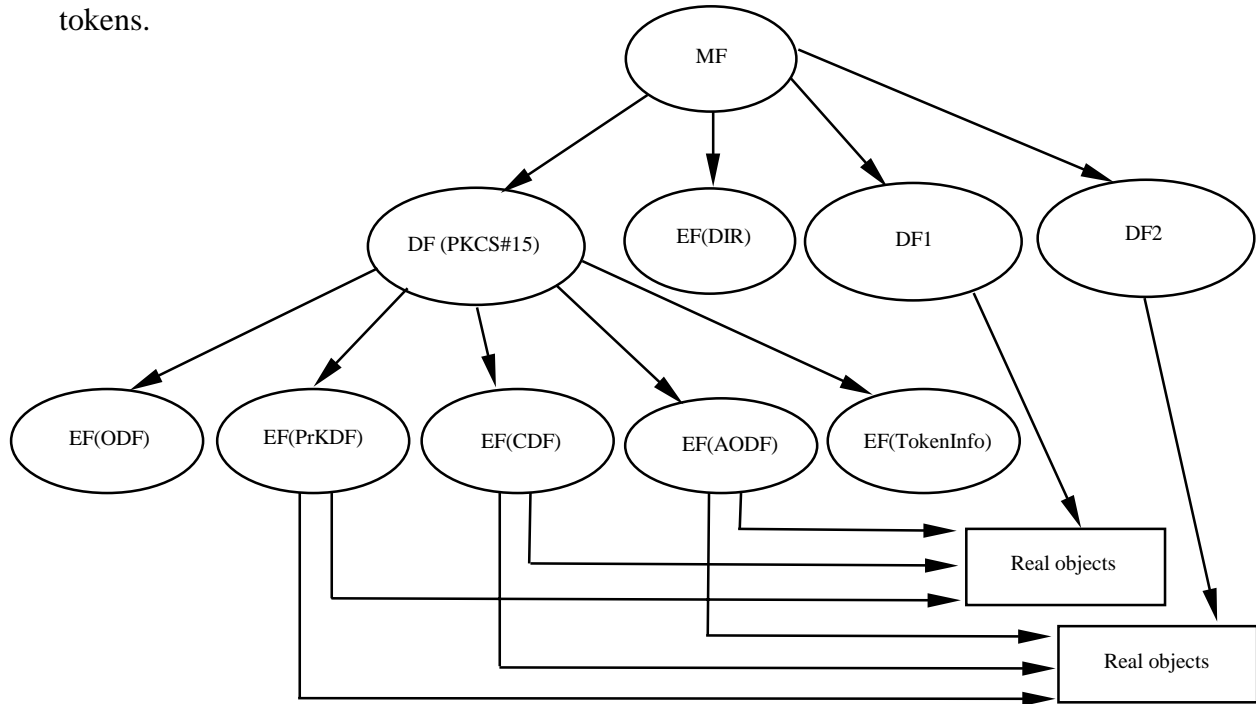 tokens.
MF
DF (PKCS#15)
EF(DIR)
DF1
DF2
EF(ODF)
EF(PrKDF)
EF(CDF)
EF(AODF)
EF(TokenInfo)
Real objects
Real objects